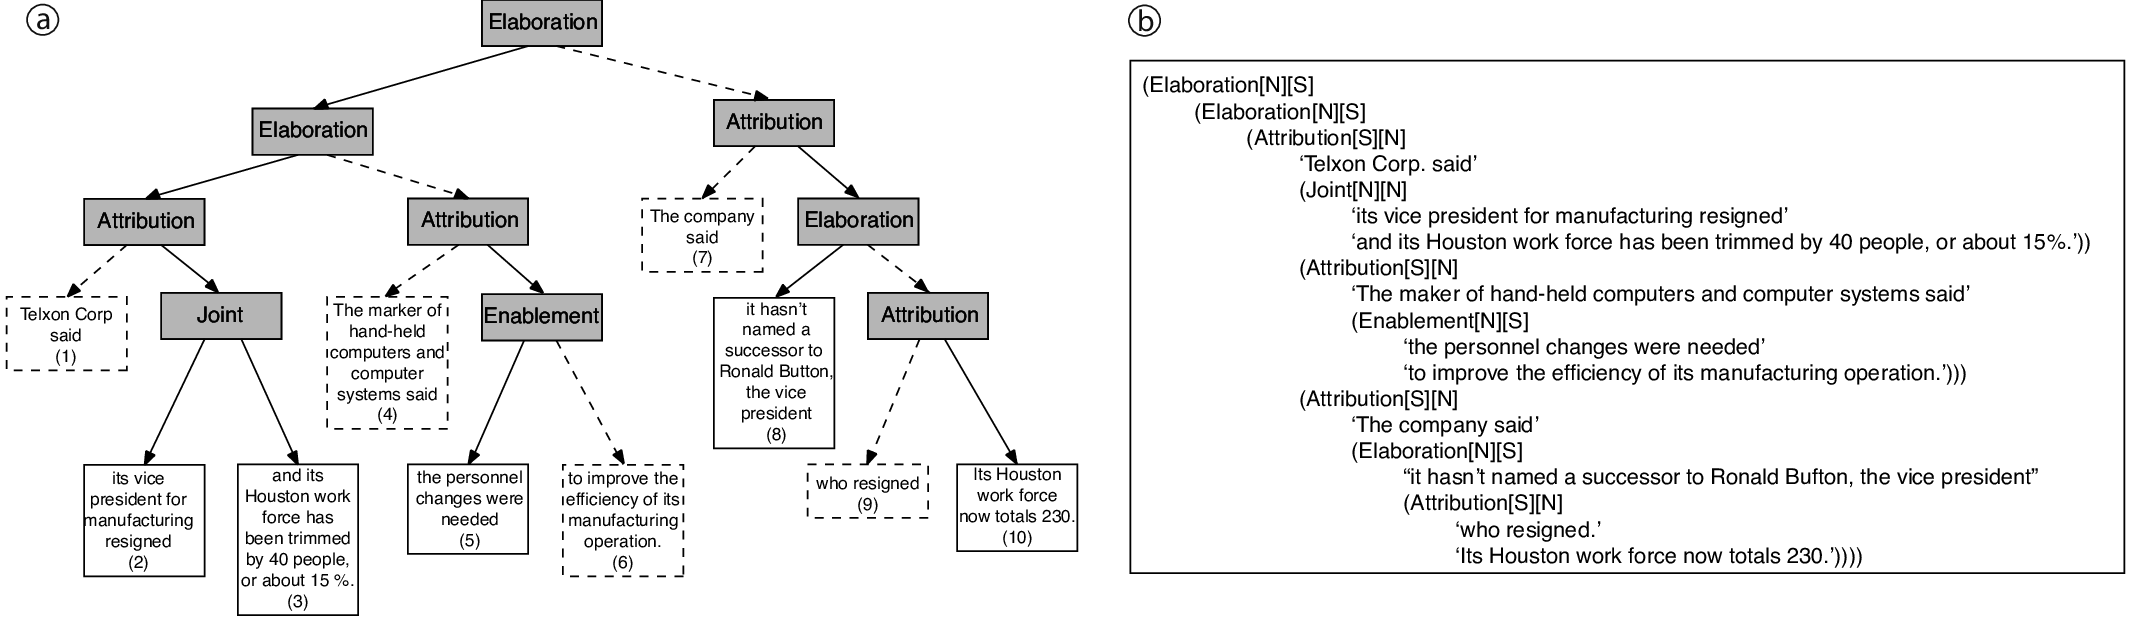 a
Elaboration
Elaboration
Attribution
Attribution
Attribution
The company
said
(7)
Elaboration
Telxon Corp
said
(1)
Joint
The marker of
hand-held
computers and
computer
systems said
(4)
Enablement
it hasn't
named a
successor to
Ronald Button,
the vice
president
(8)
Attribution
its vice
president for
manufacturing
resigned
(2)
and its
Houston work
force has
been trimmed
by 40 people,
or about 15 %.
(3)
the personnel
changes were
needed
(5)
to improve the
efficiency of its
manufacturing
operation.
(6)
who resigned
(9)
Its Houston
work force
now totals 230.
(10)
b
(Elaboration[N][S]
(Elaboration[N][S]
(Attribution[S][N]
‘Telxon Corp. said’
(Joint[N][N]
‘its vice president for manufacturing resigned’
‘and its Houston work force has been trimmed by 40 people, or about 15%.’))
(Attribution[S][N]
‘The maker of hand-held computers and computer systems said’
(Enablement[N][S]
‘the personnel changes were needed’
‘to improve the efficiency of its manufacturing operation.’)))
(Attribution[S][N]
‘The company said’
(Elaboration[N][S]
“it hasn’t named a successor to Ronald Bufton, the vice president”
(Attribution[S][N]
‘who resigned.’
‘Its Houston work force now totals 230.’))))